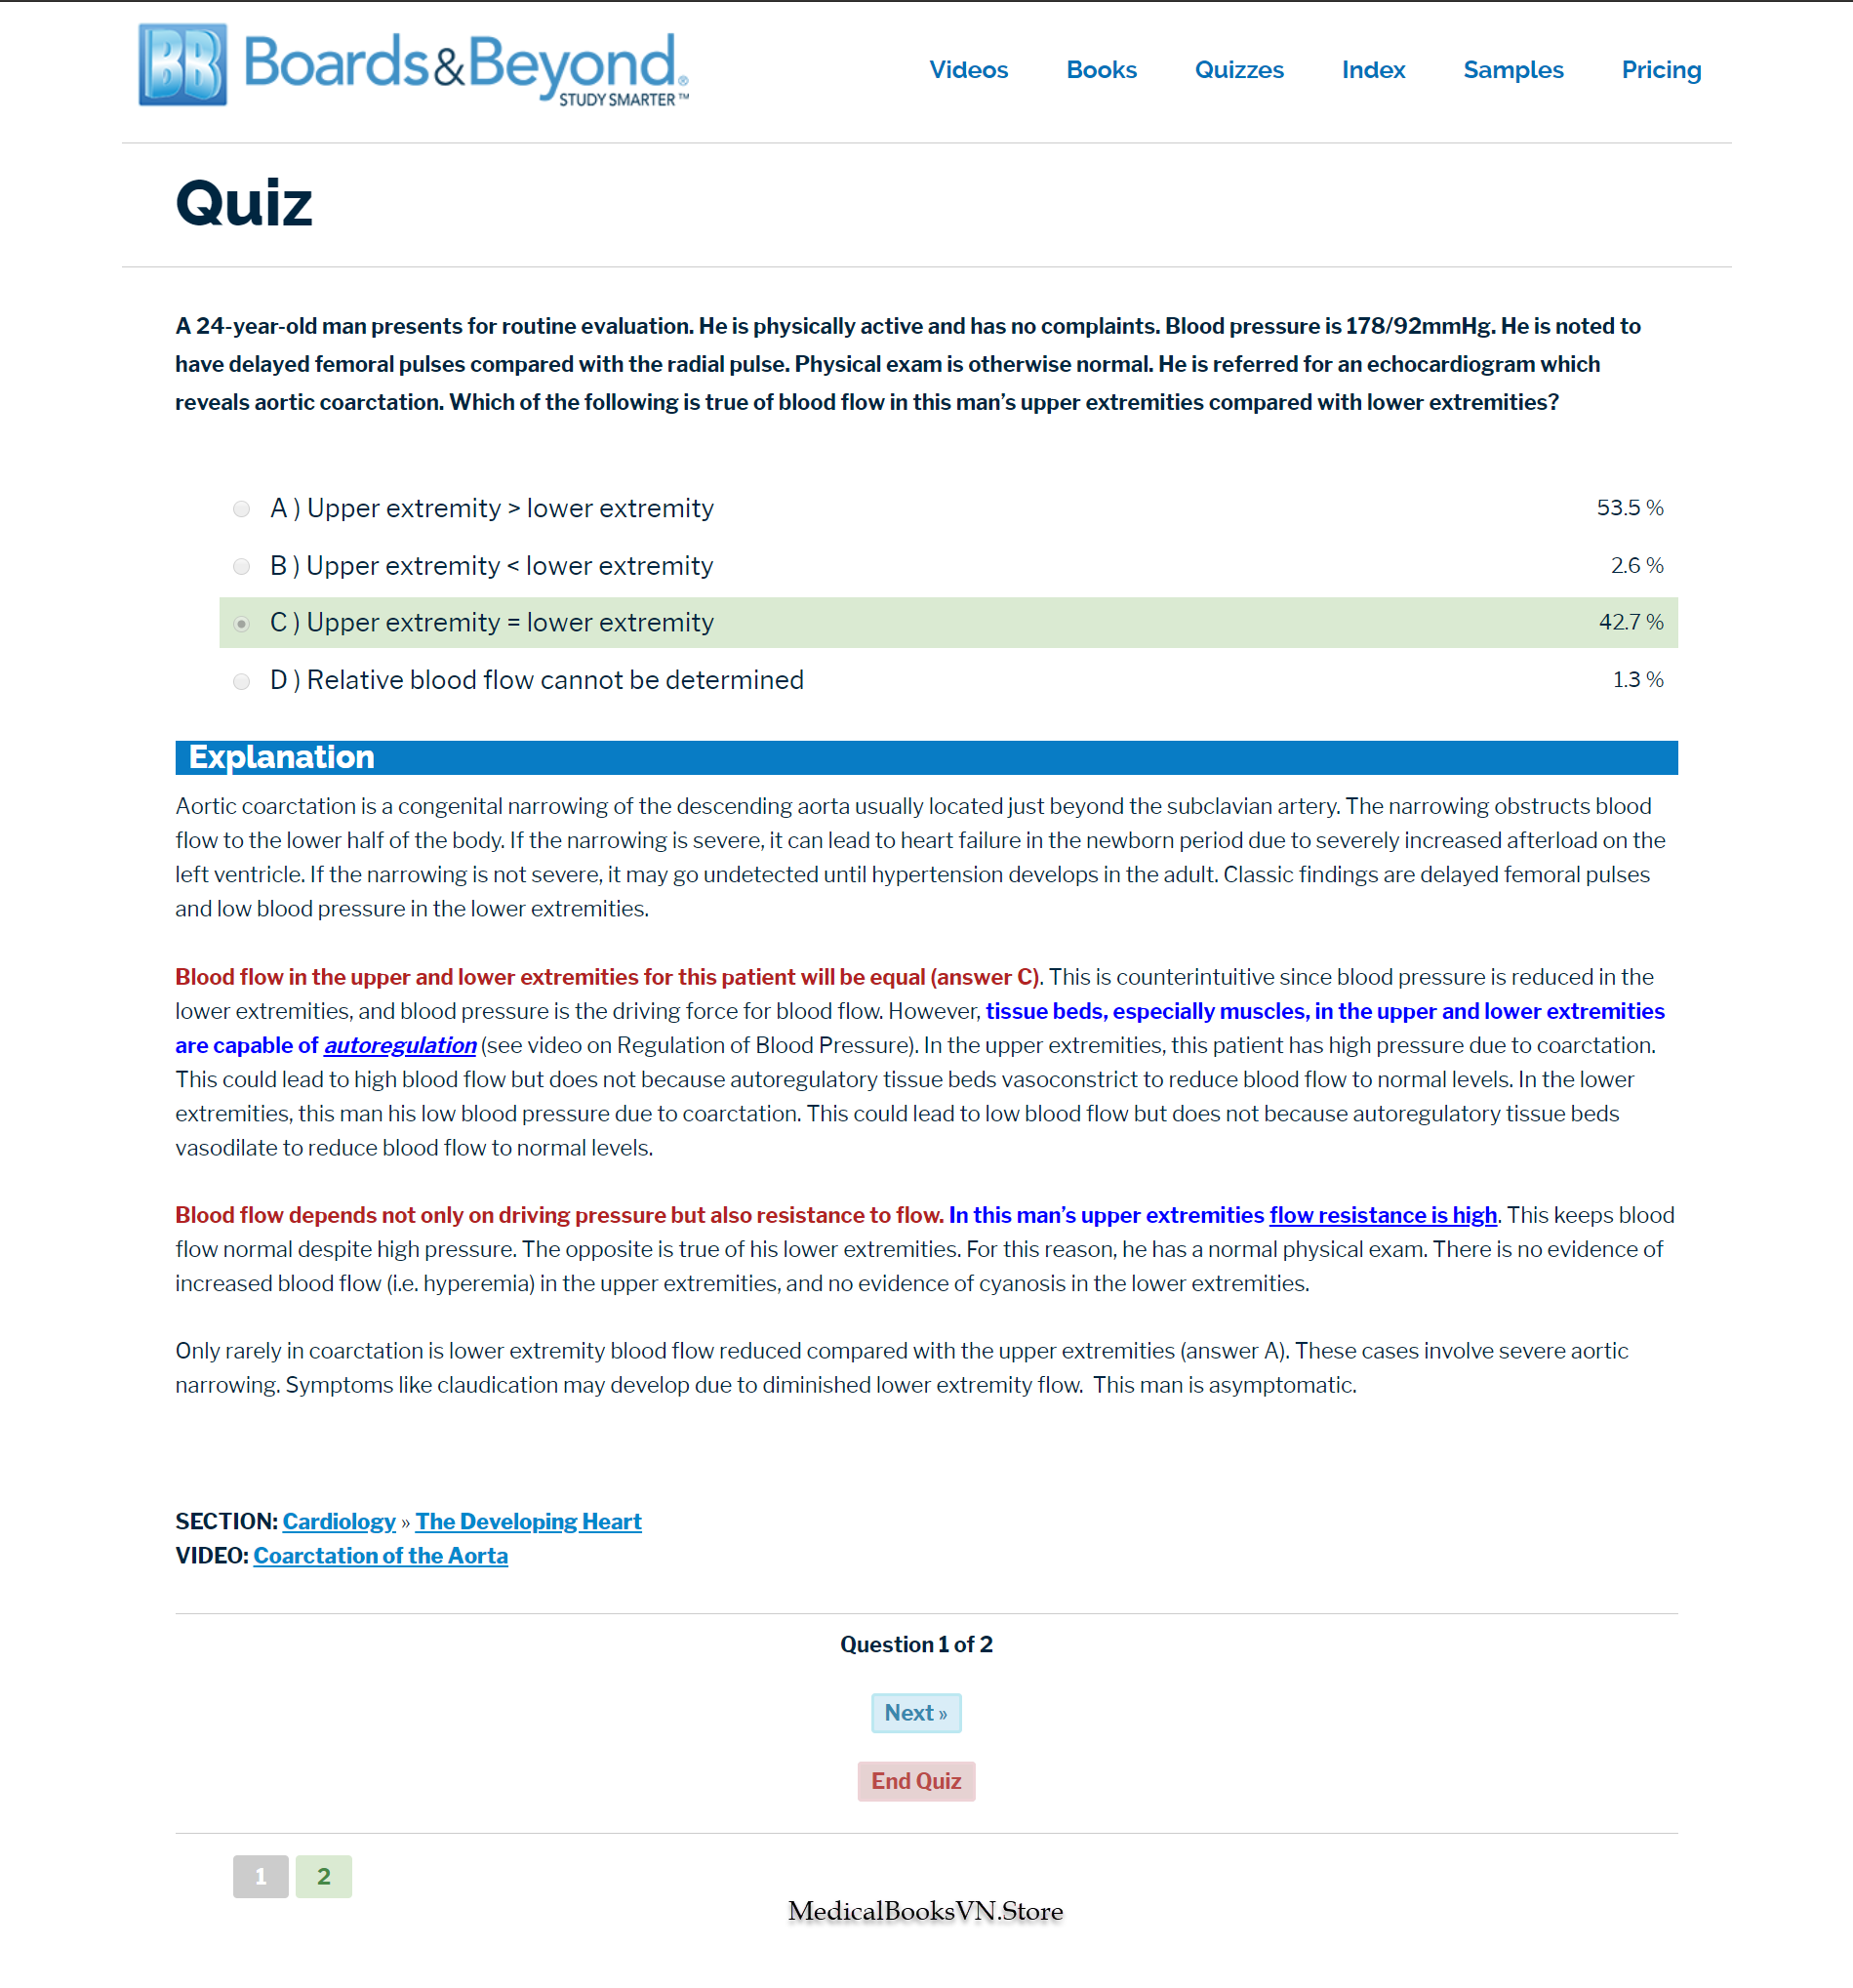 BB Boards&Beyond®
STUDY SMARTER™
Videos Books Quizzes Index Samples Pricing
Quiz
A 24-year-old man presents for routine evaluation. He is physically active and has no complaints. Blood pressure is 178/92mmHg. He is noted to
have delayed femoral pulses compared with the radial pulse. Physical exam is otherwise normal. He is referred for an echocardiogram which
reveals aortic coarctation. Which of the following is true of blood flow in this man’s upper extremities compared with lower extremities?
A ) Upper extremity > lower extremity 53.5 %
B ) Upper extremity < lower extremity 2.6 %
C ) Upper extremity = lower extremity 42.7 %
D ) Relative blood flow cannot be determined 1.3 %
Explanation
Aortic coarctation is a congenital narrowing of the descending aorta usually located just beyond the subclavian artery. The narrowing obstructs blood
flow to the lower half of the body. If the narrowing is severe, it can lead to heart failure in the newborn period due to severely increased afterload on the
left ventricle. If the narrowing is not severe, it may go undetected until hypertension develops in the adult. Classic findings are delayed femoral pulses
and low blood pressure in the lower extremities.
Blood flow in the upper and lower extremities for this patient will be equal (answer C). This is counterintuitive since blood pressure is reduced in the
lower extremities, and blood pressure is the driving force for blood flow. However, tissue beds, especially muscles, in the upper and lower extremities
are capable of autoregulation (see video on Regulation of Blood Pressure). In the upper extremities, this patient has high pressure due to coarctation.
This could lead to high blood flow but does not because autoregulatory tissue beds vasoconstrict to reduce blood flow to normal levels. In the lower
extremities, this man his low blood pressure due to coarctation. This could lead to low blood flow but does not because autoregulatory tissue beds
vasodilate to reduce blood flow to normal levels.
Blood flow depends not only on driving pressure but also resistance to flow. In this man’s upper extremities flow resistance is high. This keeps blood
flow normal despite high pressure. The opposite is true of his lower extremities. For this reason, he has a normal physical exam. There is no evidence of
increased blood flow (i.e. hyperemia) in the upper extremities, and no evidence of cyanosis in the lower extremities.
Only rarely in coarctation is lower extremity blood flow reduced compared with the upper extremities (answer A). These cases involve severe aortic
narrowing. Symptoms like claudication may develop due to diminished lower extremity flow.  This man is asymptomatic.
SECTION: Cardiology » The Developing Heart
VIDEO: Coarctation of the Aorta
Question 1 of 2
Next »
End Quiz
1 2
MedicalBooksVN.Store